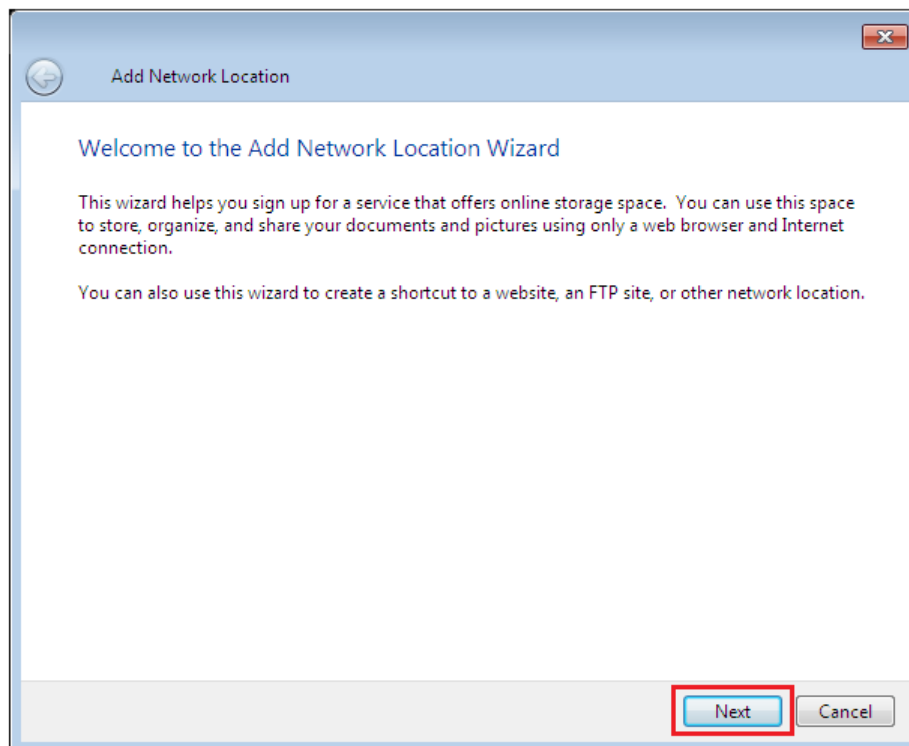 Add Network Location
Welcome to the Add Network Location Wizard
This wizard helps you sign up for a service that offers online storage space.  You can use this space
to store, organize, and share your documents and pictures using only a web browser and Internet
connection.
You can also use this wizard to create a shortcut to a website, an FTP site, or other network location.
Next
Cancel